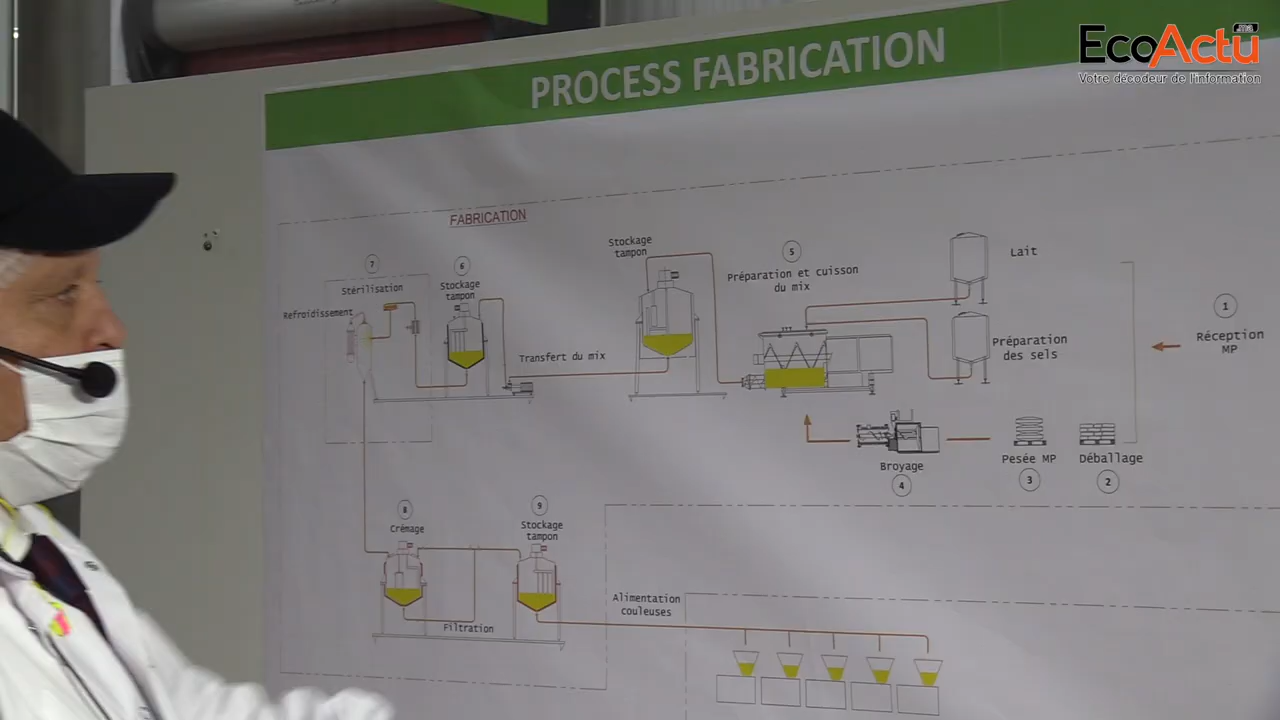 EcoActu
.ma
Votre décodeur de l'information
PROCESS FABRICATION
FABRICATION
7
Stérilisation
Refroidissement
6
Stockage
tampon
Transfert du mix
Stockage
tampon
5
Préparation et cuisson
du mix
Lait
Préparation
des sels
1
Réception
MP
Broyage
4
Pesée MP
3
Déballage
2
8
Crémage
9
Stockage
tampon
Filtration
Alimentation
couleuses